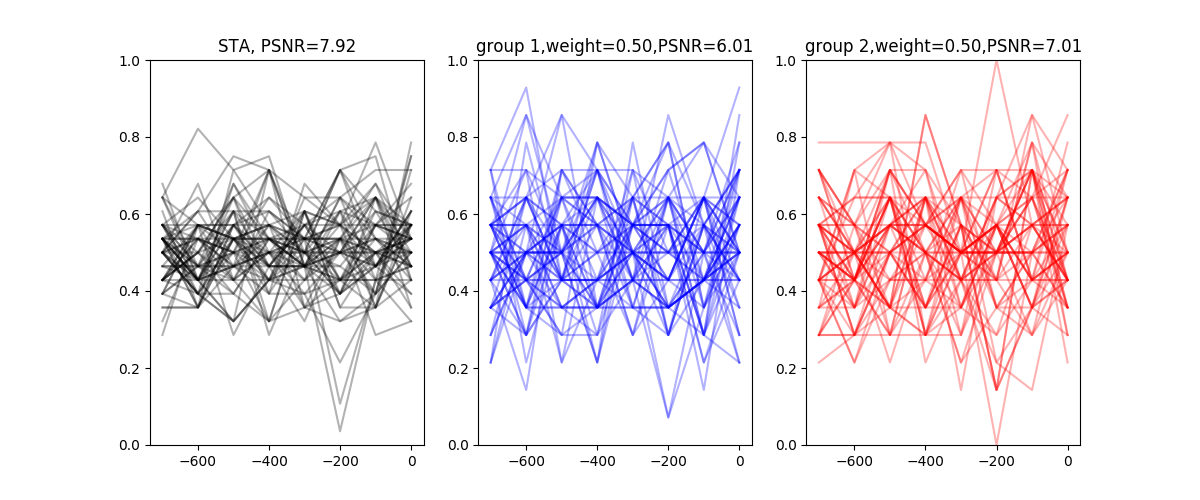 STA, PSNR=7.92
group 1,weight=0.50,PSNR=6.01
group 2,weight=0.50,PSNR=7.01
1.0 1.0 1.0
0.8 0.8 0.8
0.6 0.6 0.6
0.4 0.4 0.4
0.2 0.2 0.2
0.0 0.0 0.0
−600 −400 −200 0 −600 −400 −200 0 −600 −400 −200 0